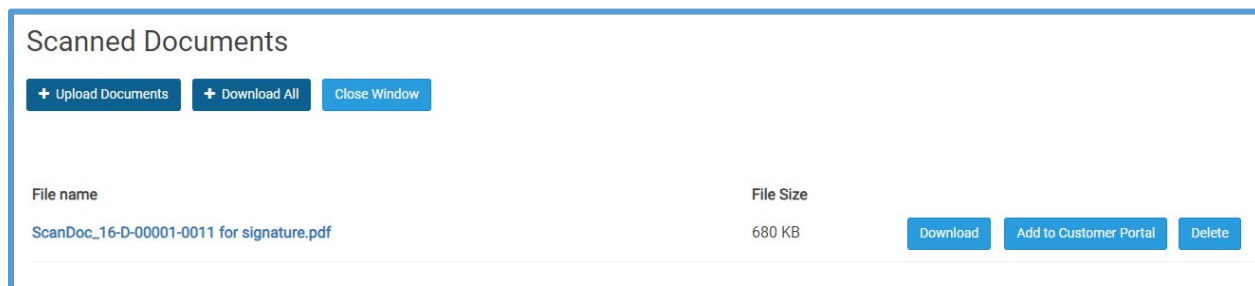 Scanned Documents
+ Upload Documents + Download All Close Window
File name File Size
ScanDoc_16-D-00001-0011 for signature.pdf 680 KB Download Add to Customer Portal Delete